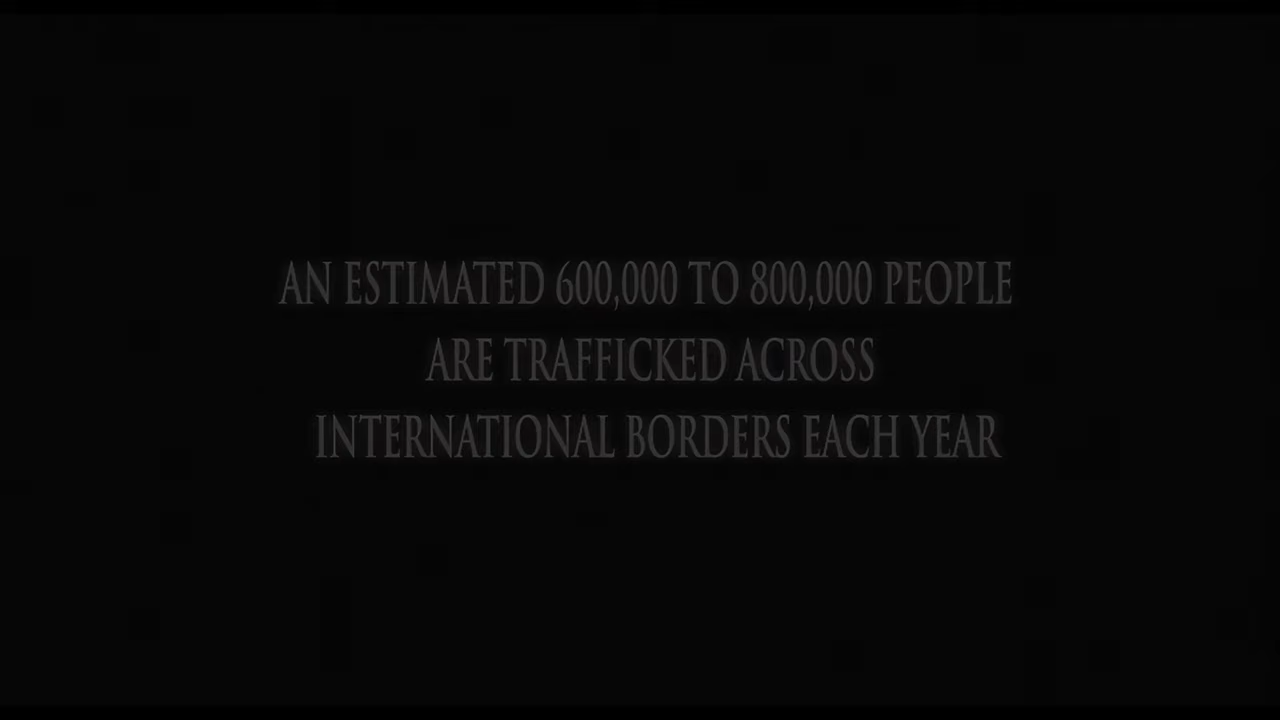 AN ESTIMATED 600,000 TO 800,000 PEOPLE
ARE TRAFFICKED ACROSS
INTERNATIONAL BORDERS EACH YEAR